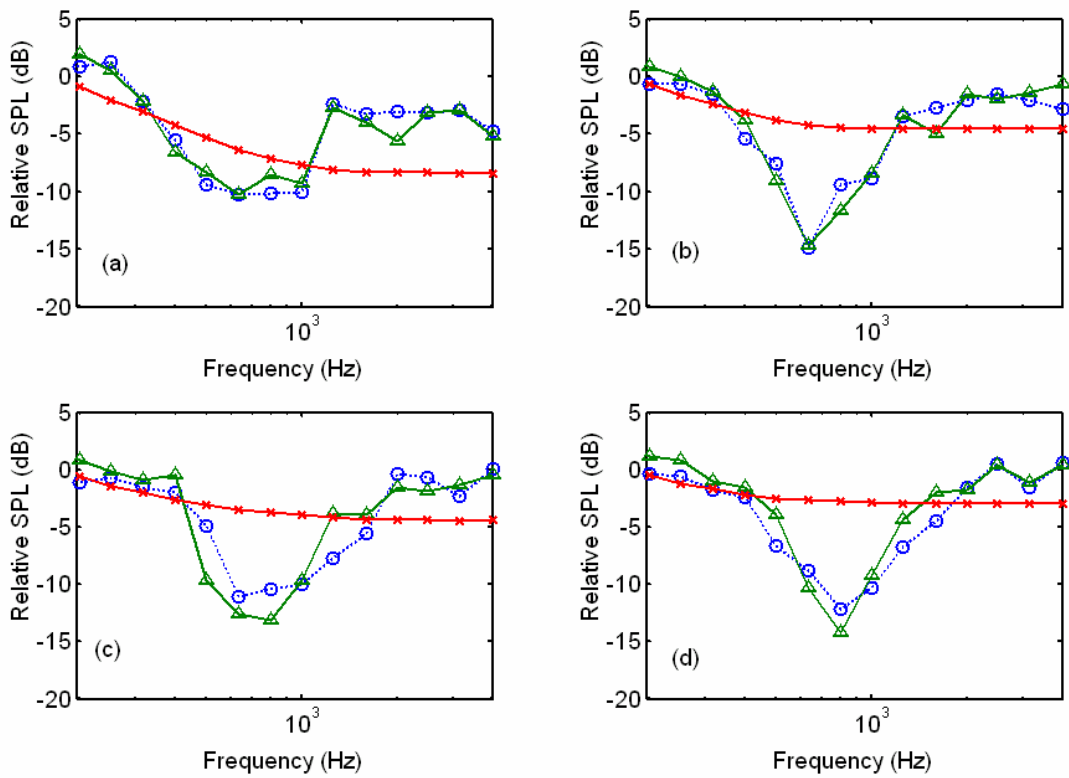 5
0
-5
-10
-15
-20
Relative SPL (dB)
(a)
10³
Frequency (Hz)
5
0
-5
-10
-15
-20
Relative SPL (dB)
(b)
10³
Frequency (Hz)
5
0
-5
-10
-15
-20
Relative SPL (dB)
(c)
10³
Frequency (Hz)
5
0
-5
-10
-15
-20
Relative SPL (dB)
(d)
10³
Frequency (Hz)